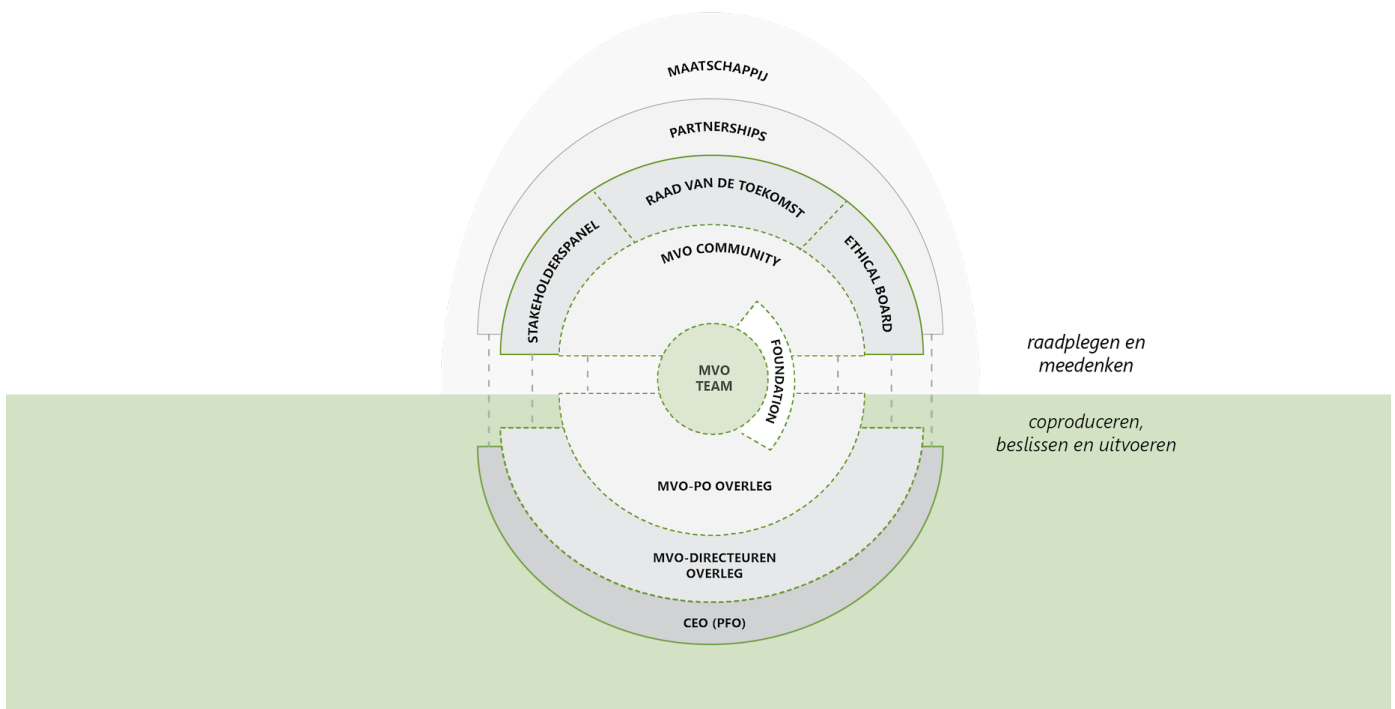 MAATSCHAPPIJ
PARTNERSHIPS
RAAD VAN DE TOEKOMST
STAKEHOLDERSPANEL
ETHICAL BOARD
MVO COMMUNITY
FOUNDATION
MVO
TEAM
raadplegen en
meedenken
coproduceren,
beslissen en uitvoeren
MVO-PO OVERLEG
MVO-DIRECTEUREN
OVERLEG
CEO (PFO)